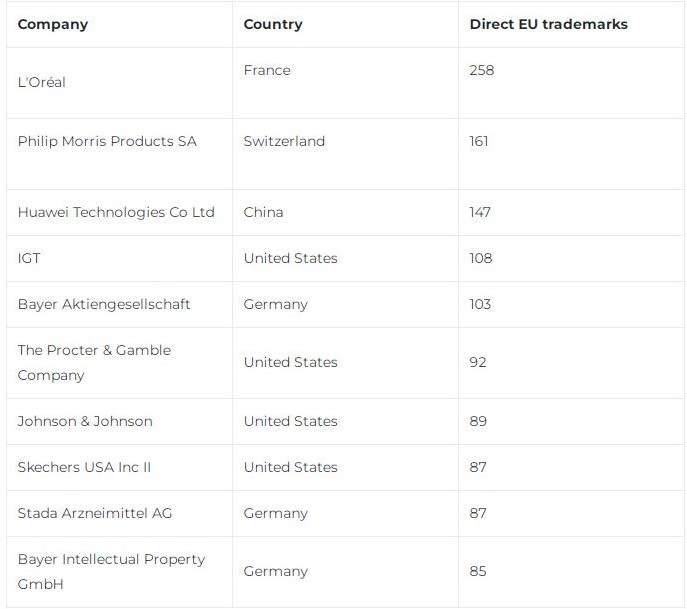 Company Country Direct EU trademarks
L'Oréal France 258
Philip Morris Products SA Switzerland 161
Huawei Technologies Co Ltd China 147
IGT United States 108
Bayer Aktiengesellschaft Germany 103
The Procter & Gamble
Company United States 92
Johnson & Johnson United States 89
Skechers USA Inc II United States 87
Stada Arzneimittel AG Germany 87
Bayer Intellectual Property
GmbH Germany 85